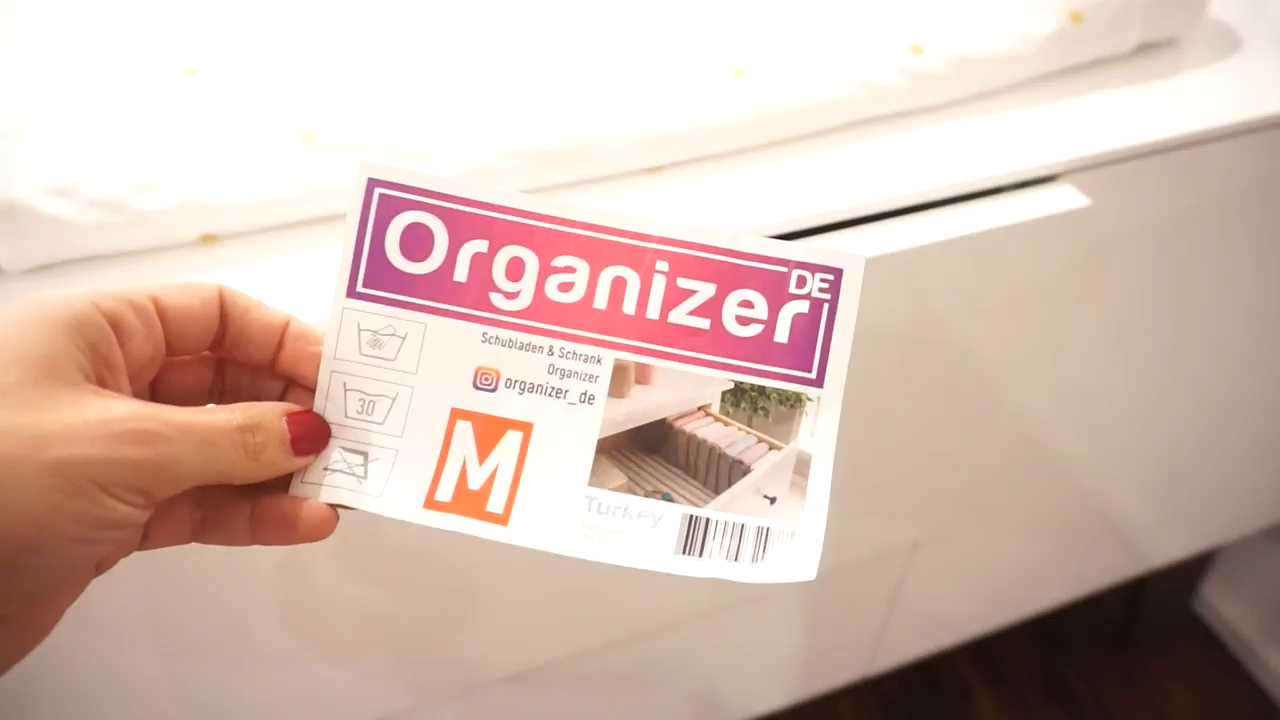 Organizer
DE
Schubladen & Schrank
Organizer
organizer_de
30
M
Turkey